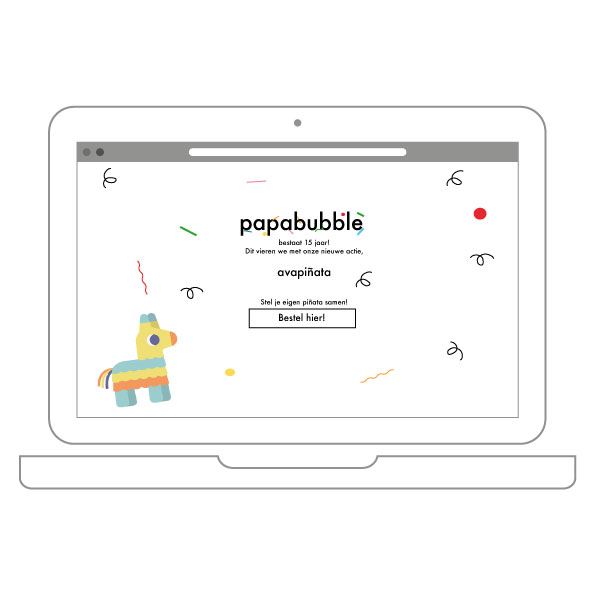 papabubble
bestaat 15 jaar!
Dit vieren we met onze nieuwe actie,
avapiñata
Stel je eigen piñata samen!
Bestel hier!